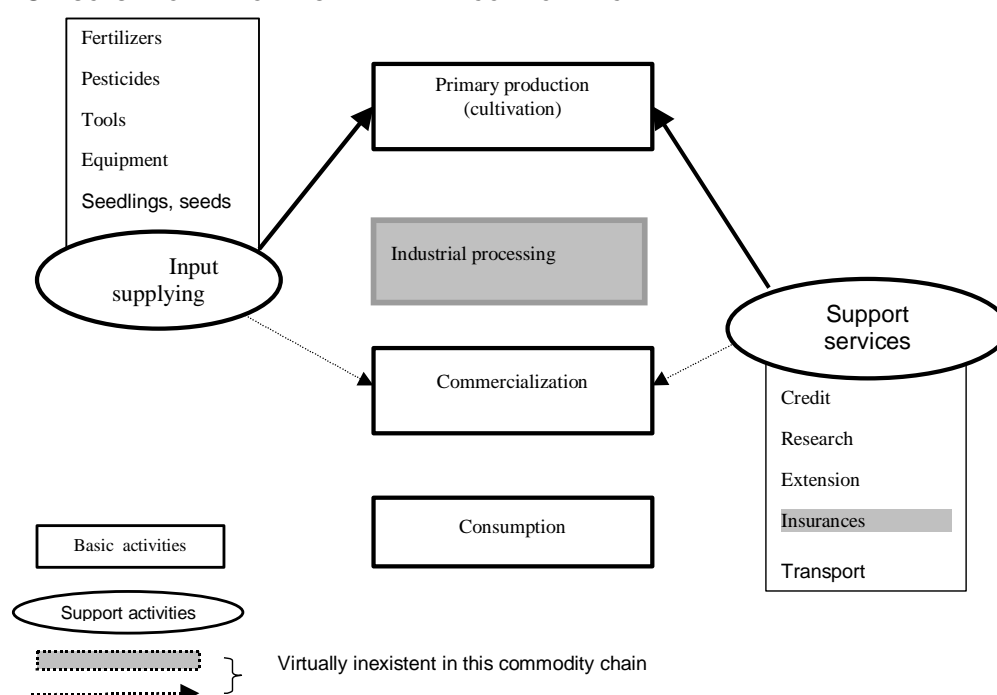 Fertilizers
Pesticides
Tools
Equipment
Seedlings, seeds
Input
supplying
Primary production
(cultivation)
Industrial processing
Commercialization
Consumption
Support
services
Credit
Research
Extension
Insurances
Transport
Basic activities
Support activities
Virtually inexistent in this commodity chain